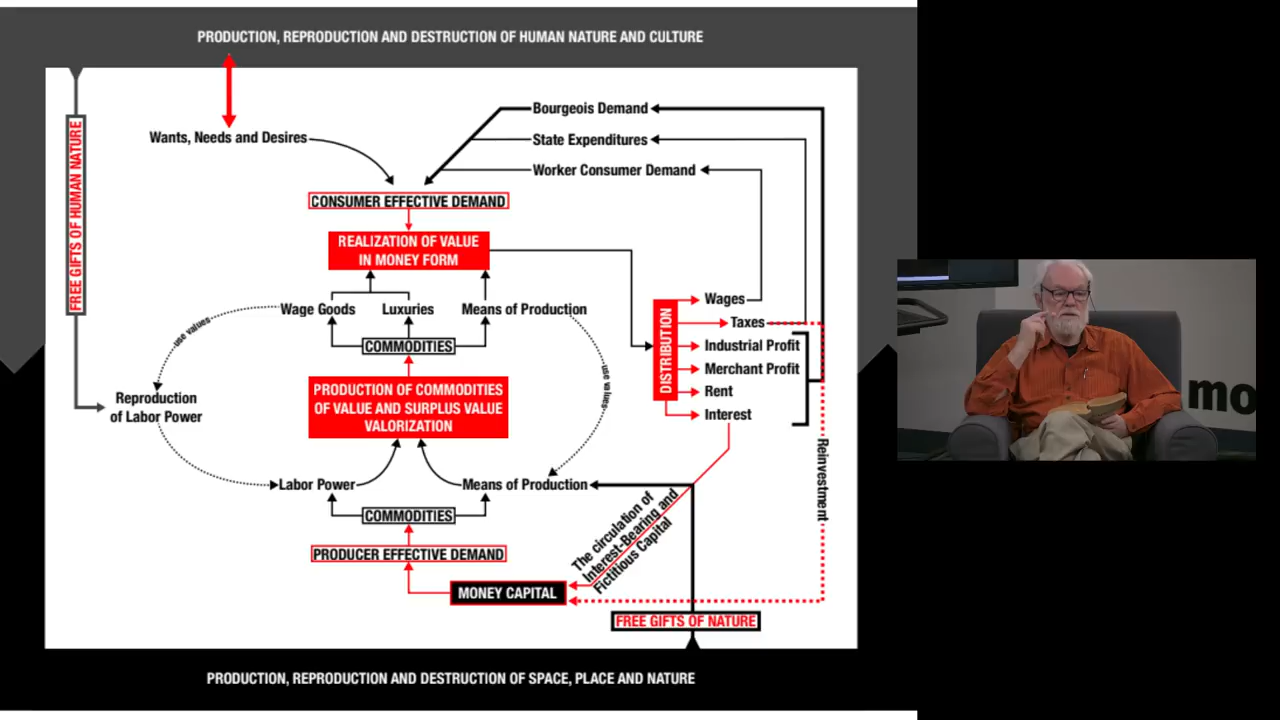 PRODUCTION, REPRODUCTION AND DESTRUCTION OF HUMAN NATURE AND CULTURE
FREE GIFTS OF HUMAN NATURE
Wants, Needs and Desires
Bourgeois Demand
State Expenditures
Worker Consumer Demand
CONSUMER EFFECTIVE DEMAND
REALIZATION OF VALUE
IN MONEY FORM
Wage Goods
Luxuries
Means of Production
use values
COMMODITIES
use values
PRODUCTION OF COMMODITIES
OF VALUE AND SURPLUS VALUE
VALORIZATION
Reproduction
of Labor Power
DISTRIBUTION
Wages
Taxes
Industrial Profit
Merchant Profit
Rent
Interest
Labor Power
Means of Production
COMMODITIES
PRODUCER EFFECTIVE DEMAND
MONEY CAPITAL
The circulation of
Interest-Bearing and
Fictitious Capital
Reinvestment
FREE GIFTS OF NATURE
PRODUCTION, REPRODUCTION AND DESTRUCTION OF SPACE, PLACE AND NATURE
mo